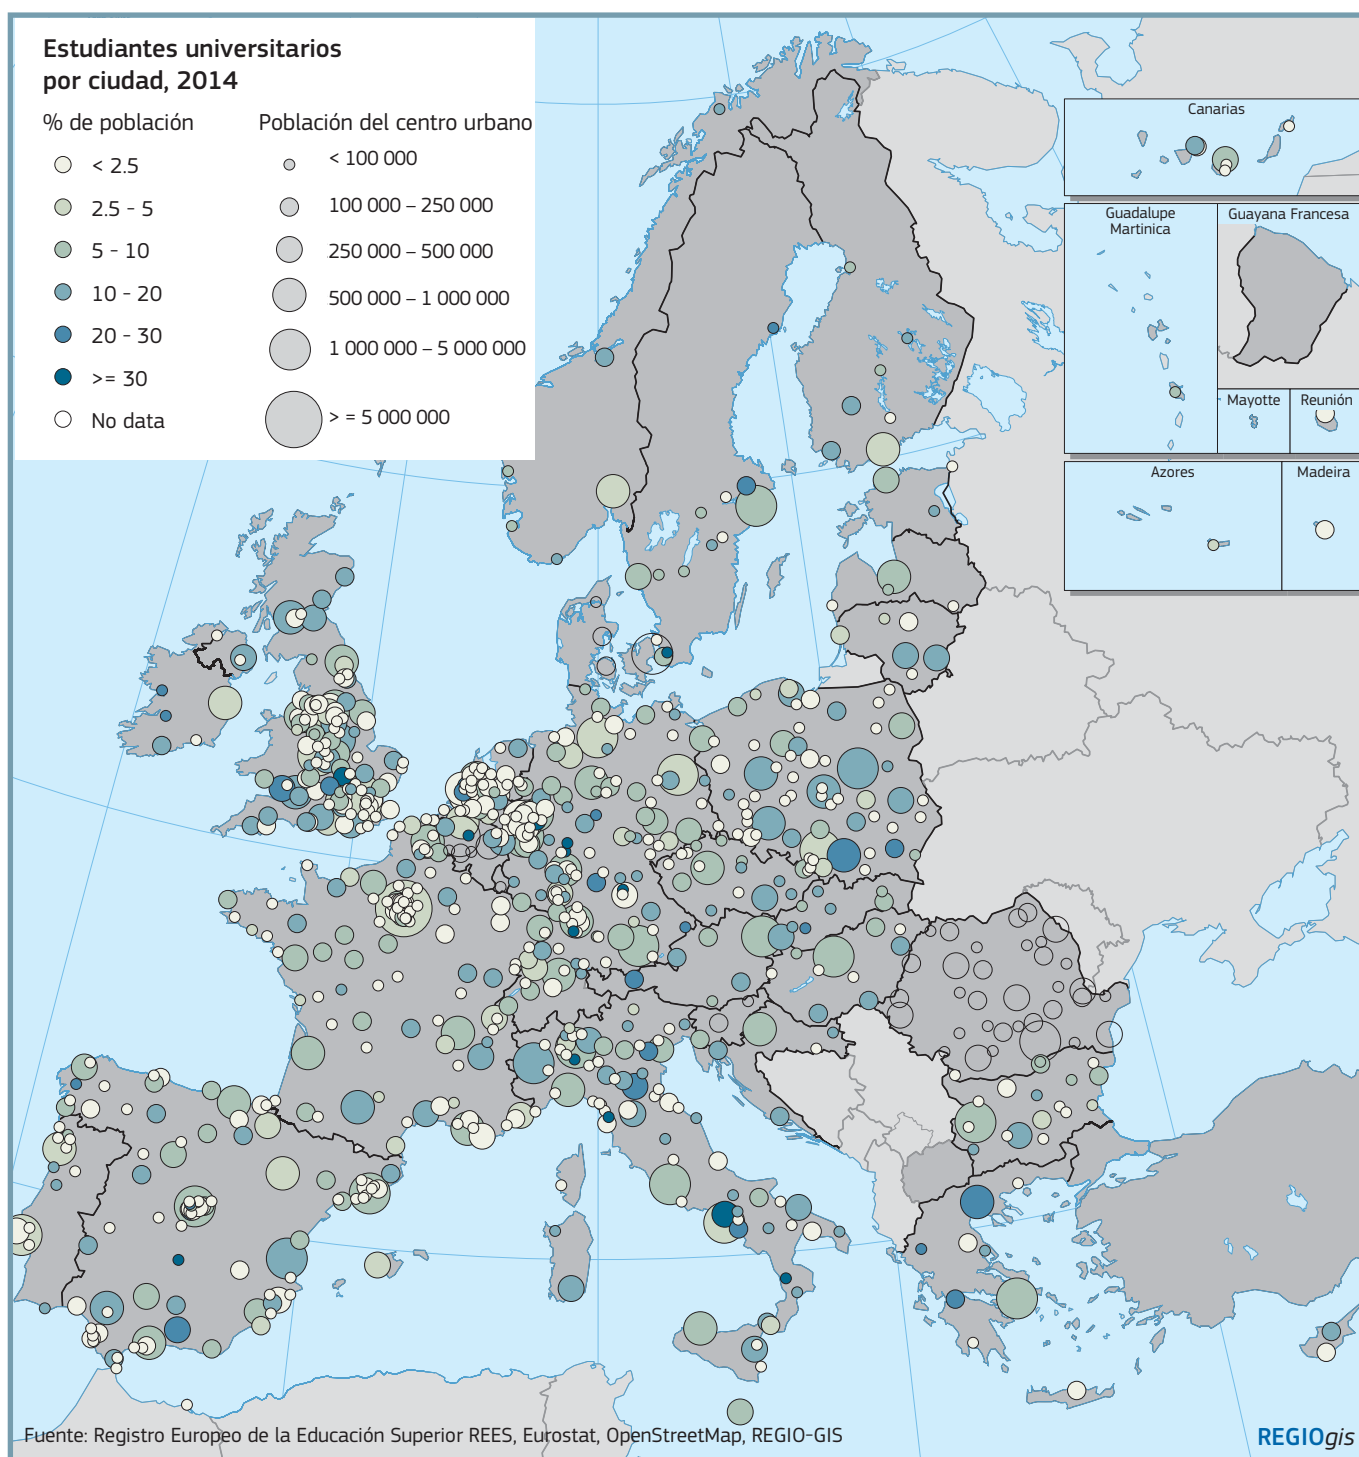 Estudiantes universitarios
por ciudad, 2014
% de población
< 2.5
2.5 - 5
5 - 10
10 - 20
20 - 30
>= 30
No data
Población del centro urbano
< 100 000
100 000 – 250 000
250 000 – 500 000
500 000 – 1 000 000
1 000 000 – 5 000 000
> = 5 000 000
Canarias
Guadalupe
Martinica
Guayana Francesa
Mayotte
Reunión
Azores
Madeira
Fuente: Registro Europeo de la Educación Superior REES, Eurostat, OpenStreetMap, REGIO-GIS
REGIOgis